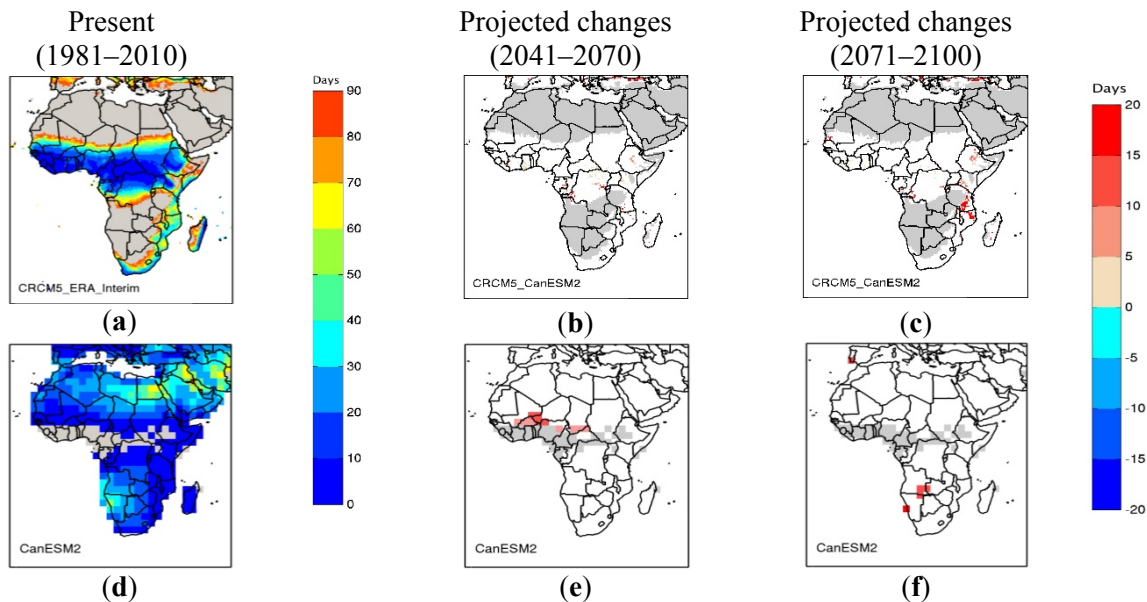 Present
(1981–2010)
Projected changes
(2041–2070)
Projected changes
(2071–2100)
Days
90
80
70
60
50
40
30
20
10
0
CRCM5_ERA_Interim
(a)
CRCM5_CanESM2
(b)
CRCM5_CanESM2
(c)
Days
20
15
10
5
0
-5
-10
-15
-20
CanESM2
(d)
CanESM2
(e)
CanESM2
(f)